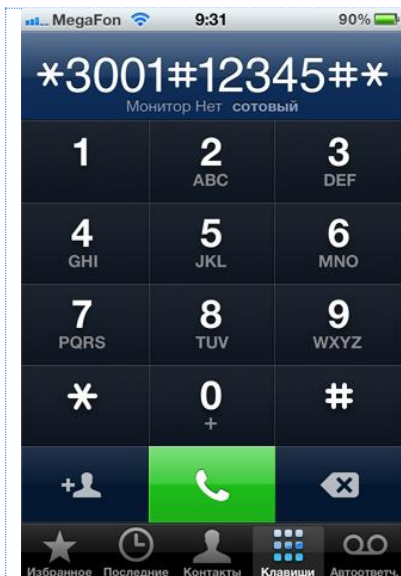 MegaFon 9:31 90%
*3001#12345#*
Монитор Нет сотовый
1 2 3
ABC DEF
4 5 6
GHI JKL MNO
7 8 9
PQRS TUV WXYZ
* 0 #
+
+
Избранное Последние Контакты Клавиши Автоответч.